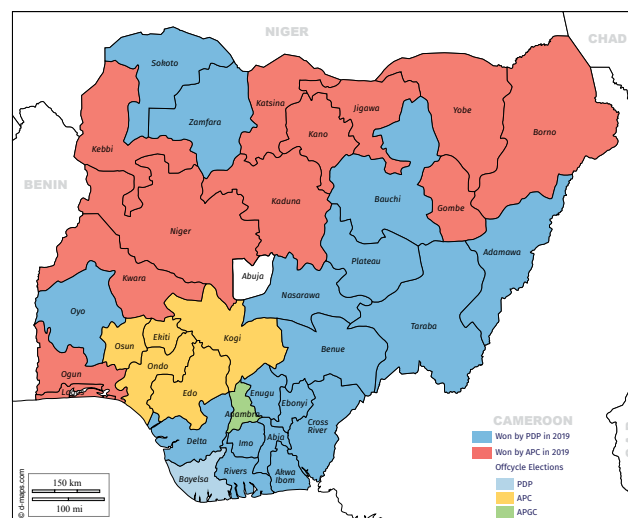 NIGER
CHAD
Sokoto
Katsina
Jigawa
Yobe
Zamfara
Kano
Borno
Kebbi
BENIN
Bauchi
Kaduna
Gombe
Niger
Adamawa
Plateau
Abuja
Kwara
Nasarawa
Oyo
Taraba
Kogi
Ekiti
Osun
Benue
Ondo
Ogun
Edo
Lagos
Enugu
Ebonyi
Anambra
Cross
River
CAMEROON
Won by PDP in 2019
Delta
Imo
Abia
Won by APC in 2019
Offcycle Elections
Rivers
Akwa
Ibom
Bayelsa
PDP
150 km
APC
100 mi
APGC
© d-maps.com